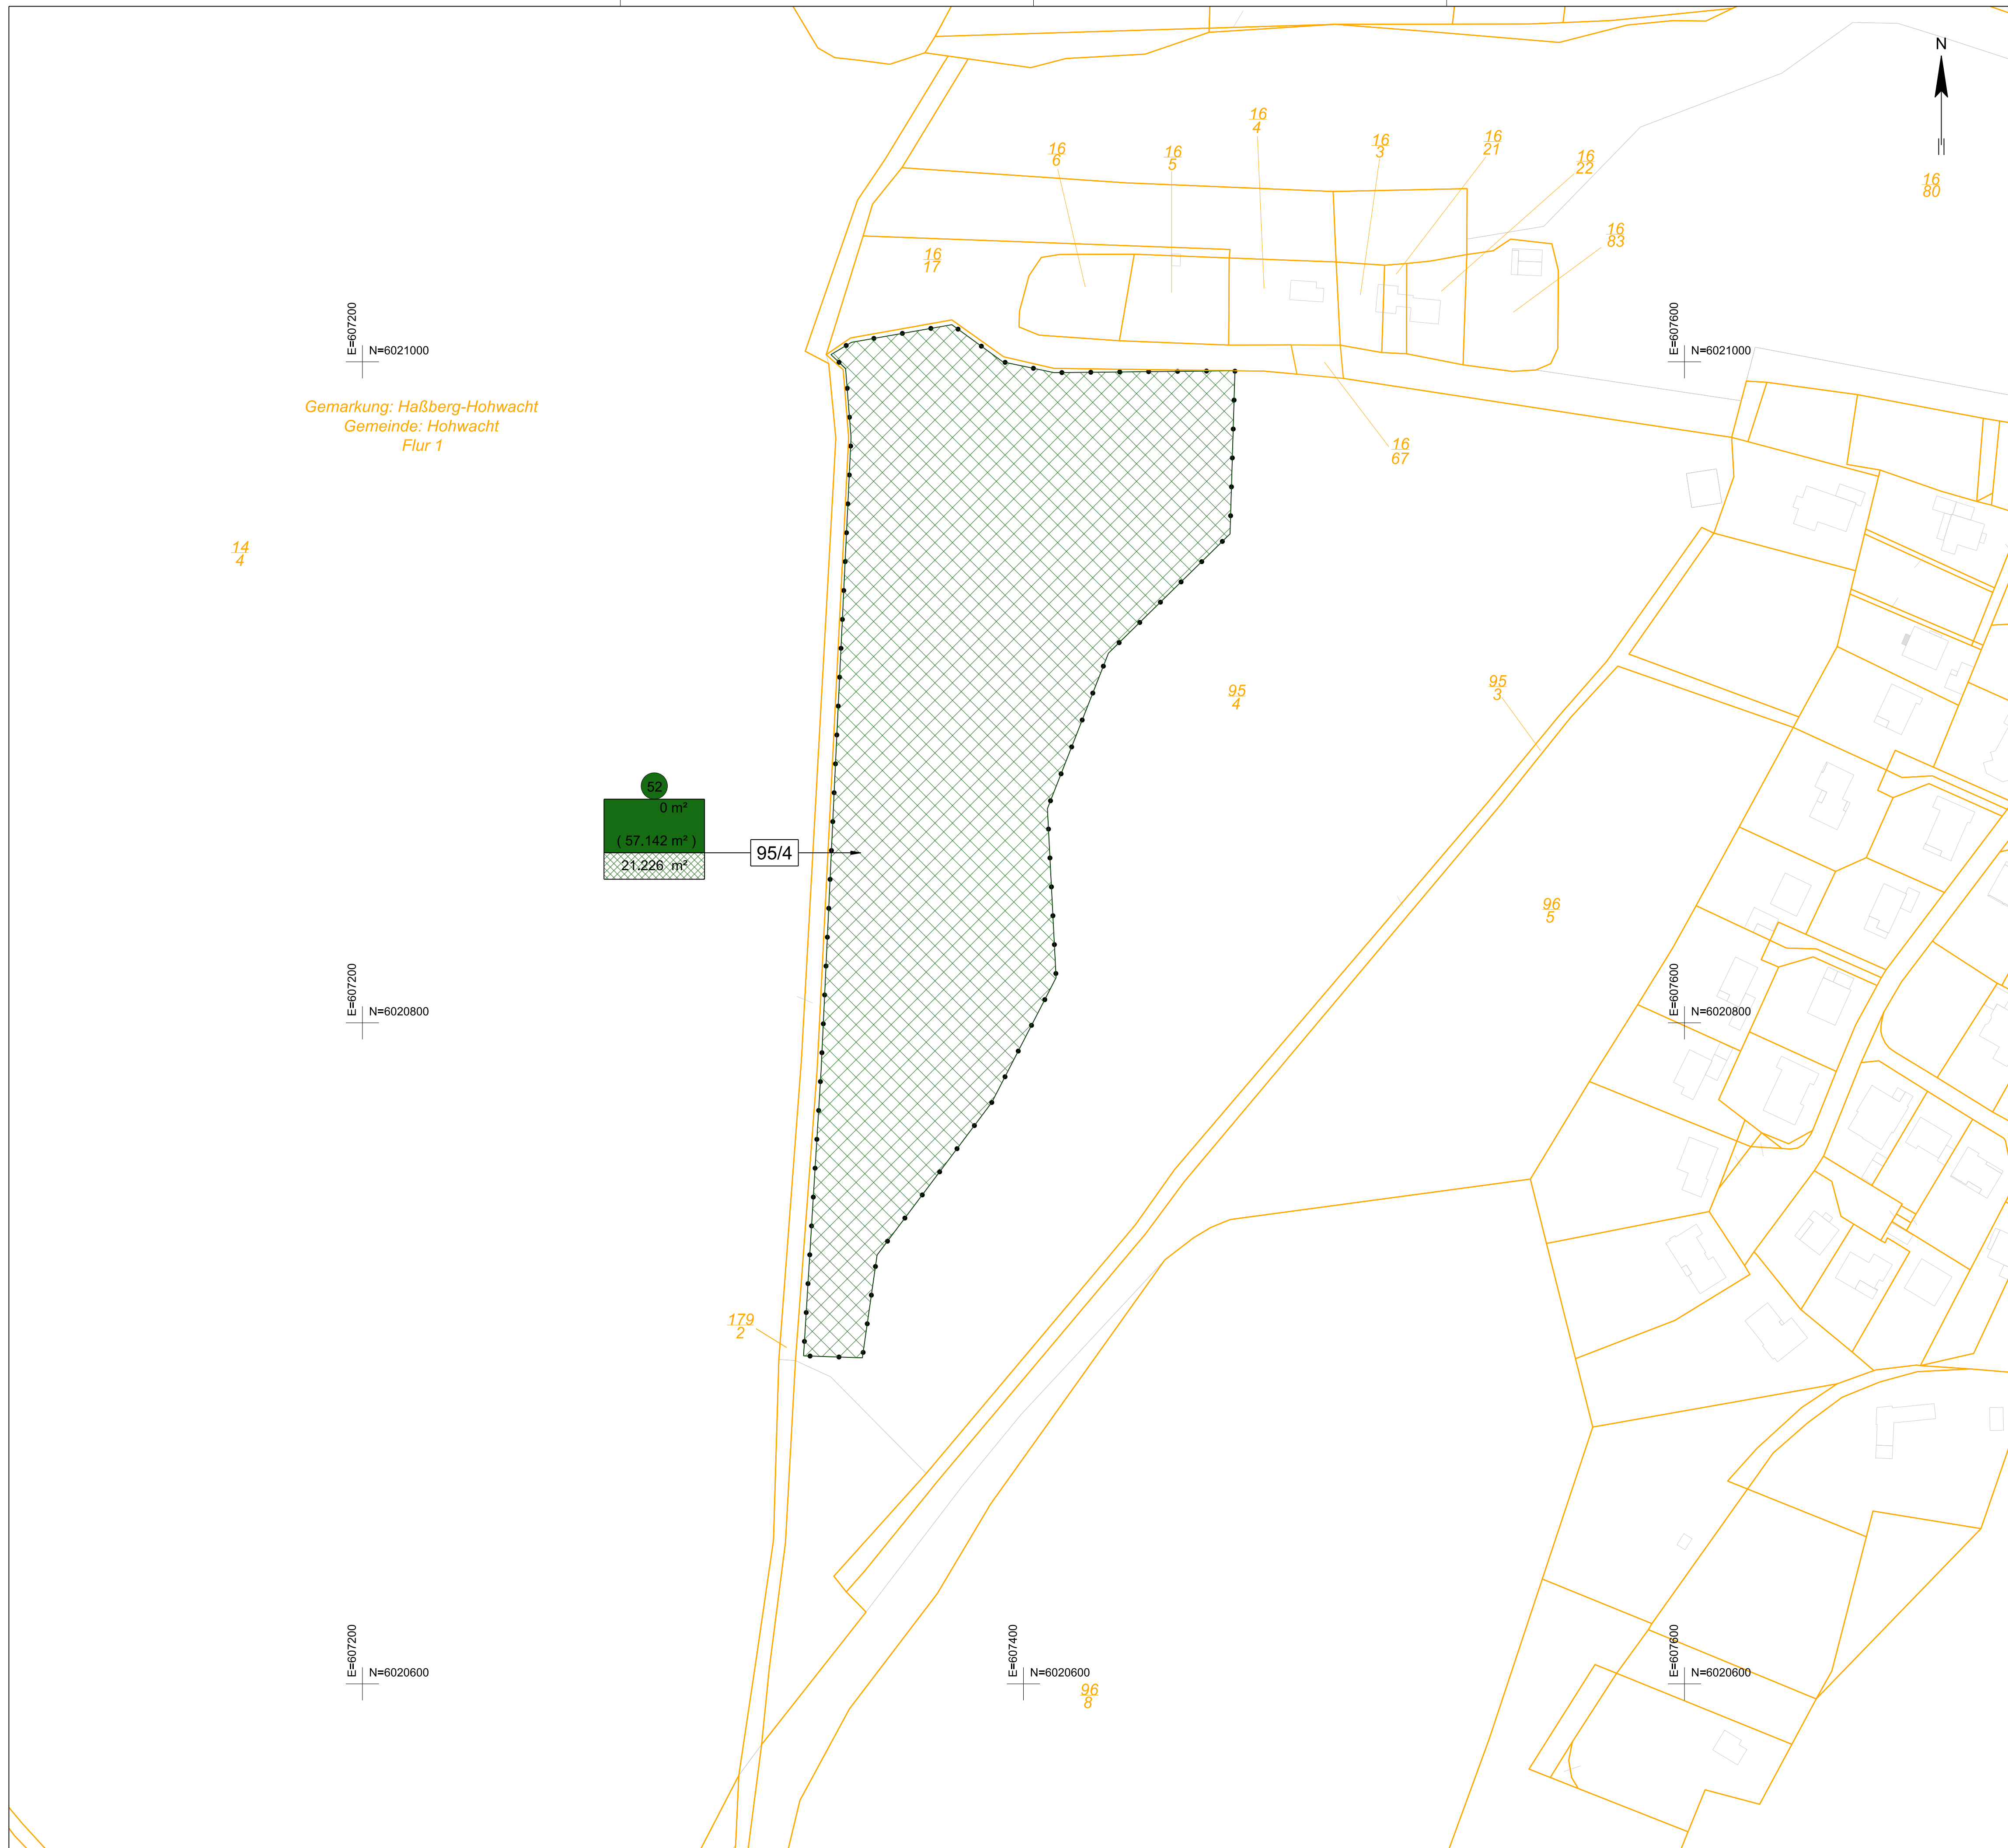 N
16
4
16
6
16
5
16
3
16
21
16
22
16
80
16
83
16
17
E=607200
N=6021000
E=607600
N=6021000
Gemarkung: Haßberg-Hohwacht
Gemeinde: Hohwacht
Flur 1
16
67
14
4
95
4
95
3
52
0 m²
( 57.142 m² )
21.226 m²
95/4
96
5
E=607200
N=6020800
E=607600
N=6020800
179
2
E=607200
N=6020600
E=607400
N=6020600
E=607600
N=6020600
96
8